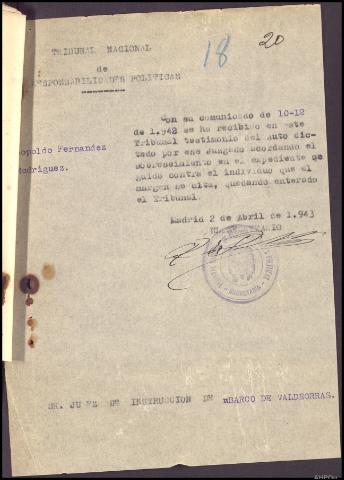 18 20
TRIBUNAL NACIONAL
de
RESPONSABILIDADES POLITICAS
Con su comunicado de 10-12
de 1.942 se ha recibido en este
Tribunal testimonio del auto dic-
tado por ese Juzgado acordando el
sobreseimiento en el expediente se
guido contra el individuo que al
margen se cita, quedando enterado
el Tribunal.
opoldo Fernandez
Rodriguez.
Madrid 2 de Abril de 1.943
EL SECRETARIO
SR. JUEZ DE INSTRUCCION DE BARCO DE VALDEORRAS.